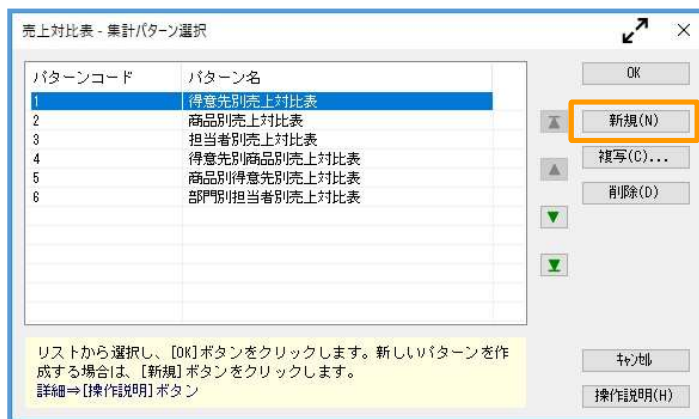 売上対比表 - 集計パターン選択
パターンコード パターン名
1 得意先別売上対比表
2 商品別売上対比表
3 担当者別売上対比表
4 得意先別商品別売上対比表
5 商品別得意先別売上対比表
6 部門別担当者別売上対比表
OK
新規(N)
複写(C)...
削除(D)
リストから選択し、[OK]ボタンをクリックします。新しいパターンを作
成する場合は、[新規]ボタンをクリックします。
詳細⇒[操作説明]ボタン
ｷｬﾝｾﾙ
操作説明(H)